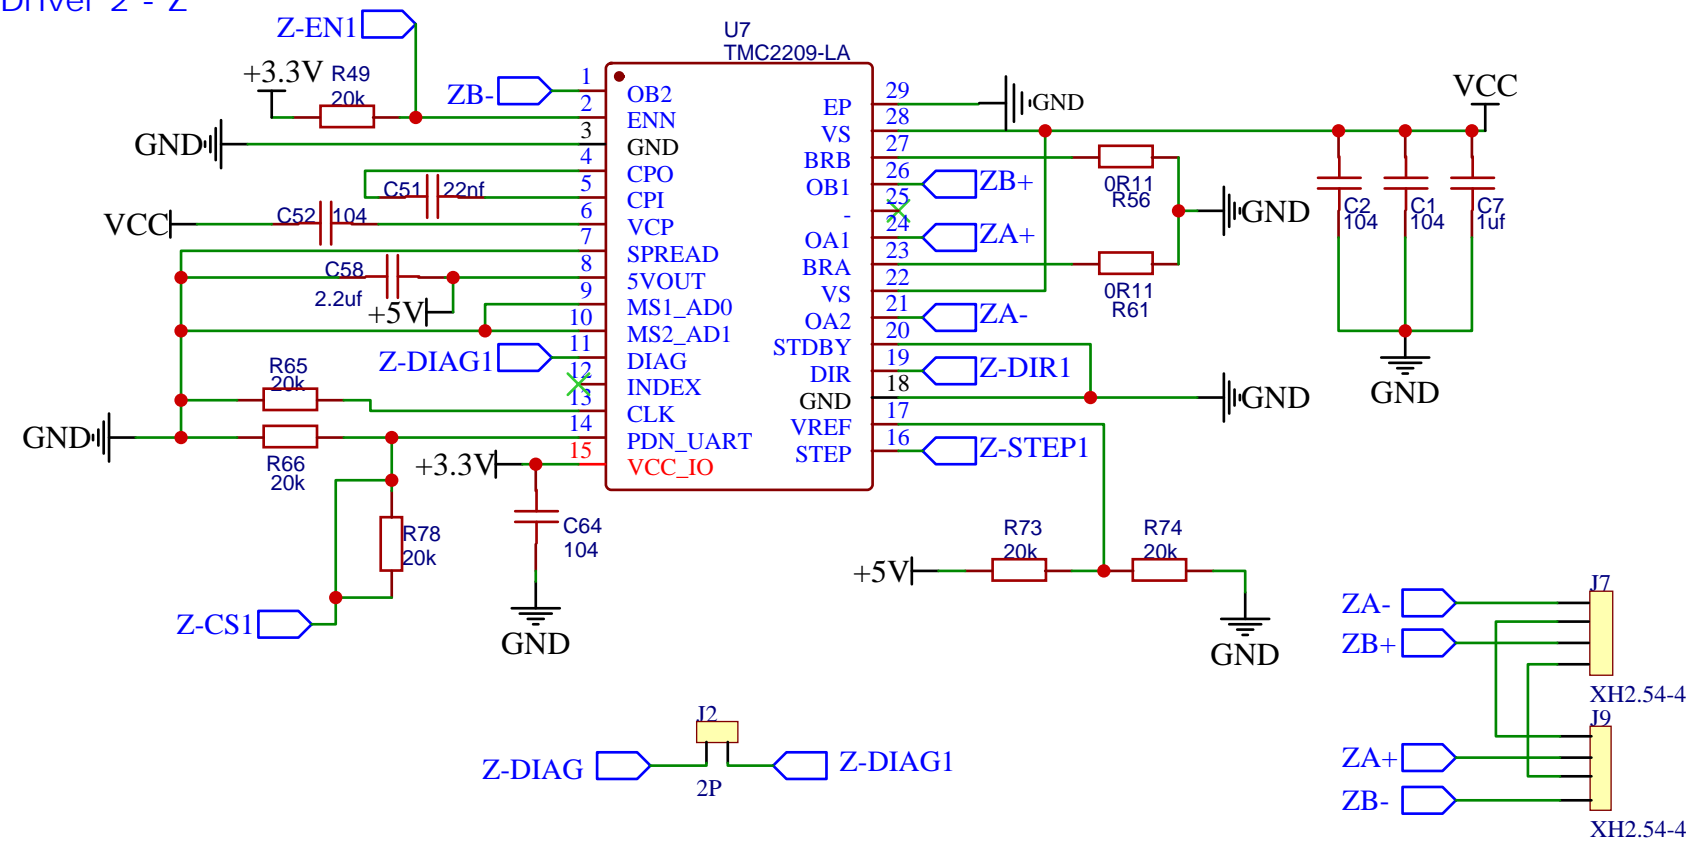 Driver 2 - Z
Z-EN1
U7
TMC2209-LA
+3.3V
R49
20k
ZB-
1
OB2
2
ENN
GND
3
GND
4
CPO
C51
22nf
5
CPI
VCC
C52
104
6
VCP
7
SPREAD
C58
2.2uf
8
5VOUT
+5V
9
MS1_AD0
10
MS2_AD1
Z-DIAG1
11
DIAG
12
INDEX
R65
20k
13
CLK
GND
14
PDN_UART
R66
20k
+3.3V
15
VCC_IO
R78
20k
C64
104
GND
Z-CS1
29
EP
GND
28
VS
27
BRB
26
OB1
ZB+
25
-
24
OA1
ZA+
23
BRA
22
VS
21
OA2
ZA-
20
STDBY
19
DIR
Z-DIR1
18
GND
GND
17
VREF
16
STEP
Z-STEP1
0R11
R56
GND
0R11
R61
VCC
C2
104
C1
104
C7
1uf
GND
+5V
R73
20k
R74
20k
GND
J2
Z-DIAG
Z-DIAG1
2P
J7
ZA-
ZB+
XH2.54-4
J9
ZA+
ZB-
XH2.54-4